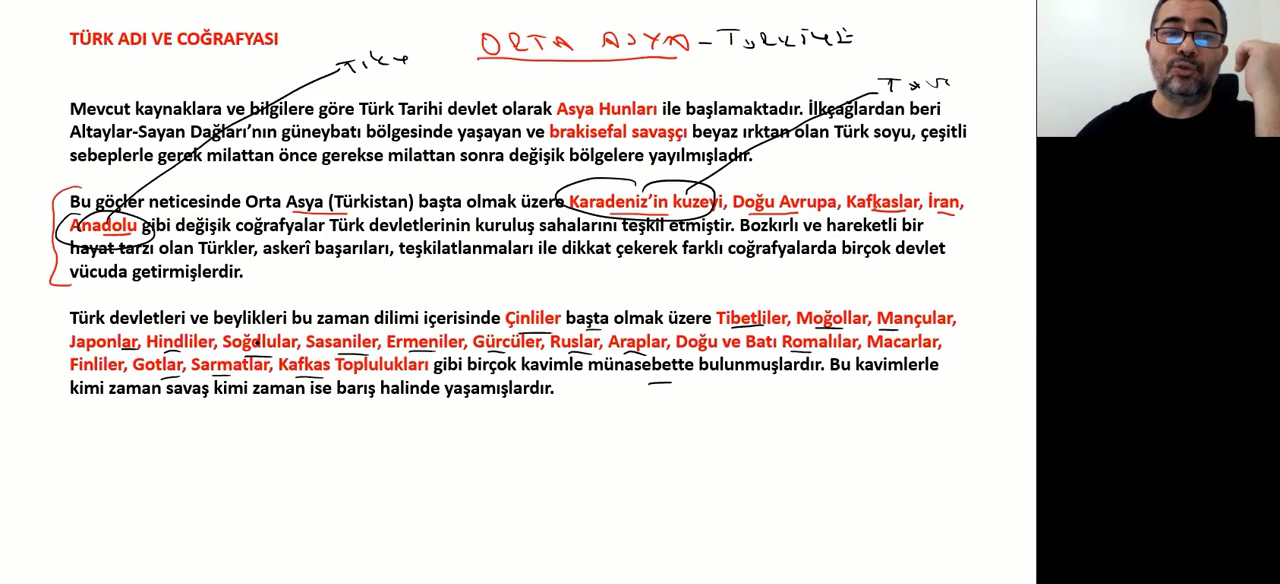 TÜRK ADI VE COĞRAFYASI
ORTA ASYA - TURKİYE
Mevcut kaynaklara ve bilgilere göre Türk Tarihi devlet olarak Asya Hunları ile başlamaktadır. İlkçağlardan beri
Altaylar-Sayan Dağları'nın güneybatı bölgesinde yaşayan ve brakisefal savaşçı beyaz ırktan olan Türk soyu, çeşitli
sebeplerle gerek milattan önce gerekse milattan sonra değişik bölgelere yayılmışladır.
Bu göçler neticesinde Orta Asya (Türkistan) başta olmak üzere Karadeniz'in kuzeyi, Doğu Avrupa, Kafkaslar, İran,
Anadolu gibi değişik coğrafyalar Türk devletlerinin kuruluş sahalarını teşkil etmiştir. Bozkırlı ve hareketli bir
hayat tarzı olan Türkler, askerî başarıları, teşkilatlanmaları ile dikkat çekerek farklı coğrafyalarda birçok devlet
vücuda getirmişlerdir.
Türk devletleri ve beylikleri bu zaman dilimi içerisinde Çinliler başta olmak üzere Tibetliler, Moğollar, Mançular,
Japonlar, Hindliler, Soğdlular, Sasaniler, Ermeniler, Gürcüler, Ruslar, Araplar, Doğu ve Batı Romalılar, Macarlar,
Finliler, Gotlar, Sarmatlar, Kafkas Toplulukları gibi birçok kavimle münasebette bulunmuşlardır. Bu kavimlerle
kimi zaman savaş kimi zaman ise barış halinde yaşamışlardır.